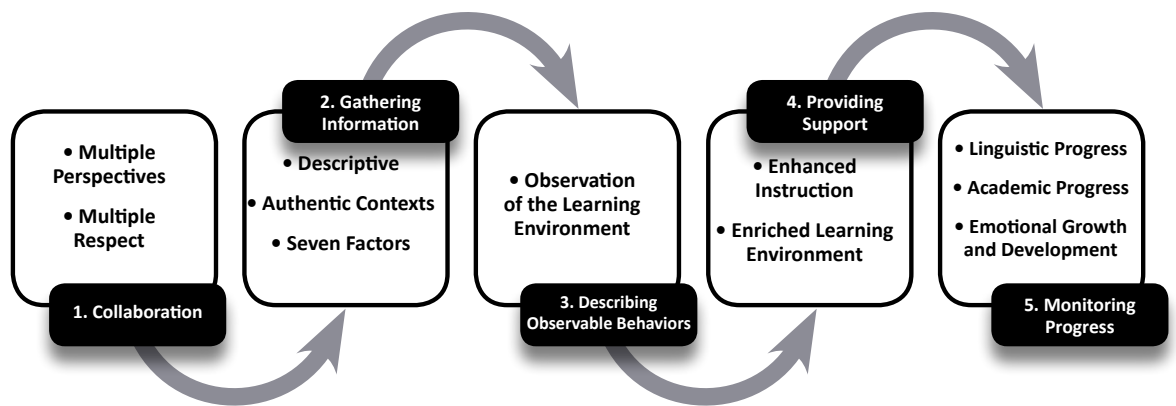 • Multiple
Perspectives
• Multiple
Respect
1. Collaboration
2. Gathering
Information
• Descriptive
• Authentic Contexts
• Seven Factors
• Observation
of the Learning
Environment
3. Describing
Observable Behaviors
4. Providing
Support
• Enhanced
Instruction
• Enriched Learning
Environment
• Linguistic Progress
• Academic Progress
• Emotional Growth
and Development
5. Monitoring
Progress